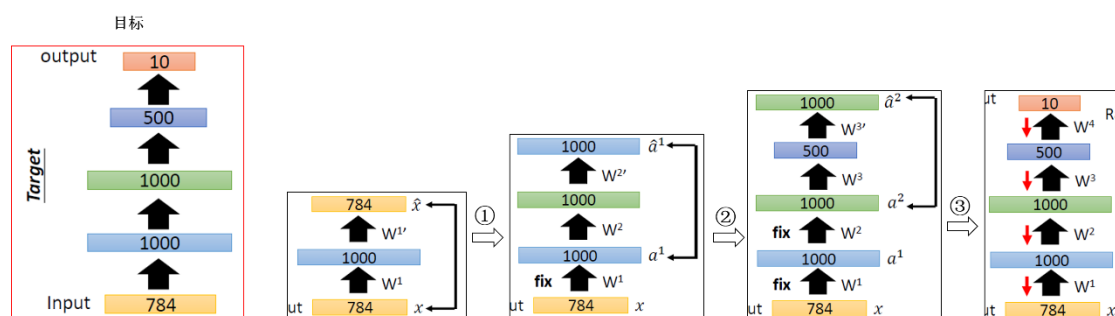 目标
output
10
500
1000
1000
Input
784
Target
784 x̂
W1'
1000
W1
ut 784 x
①
1000 â1
W2'
1000
W2
1000 a1
fix W1
ut 784 x
②
1000 â2
W3'
500
W3
1000 a2
fix W2
1000 a1
fix W1
ut 784 x
③
ut 10 R
W4
500
W3
1000
W2
1000
W1
ut 784 x